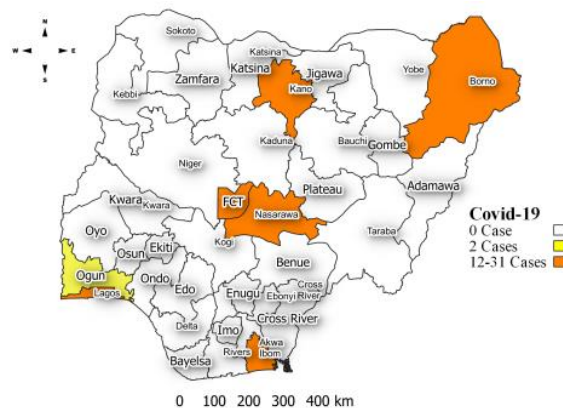 N
W E
S
Sokoto
Katsina
Katsina
Zamfara
Jigawa
Yobe
Borno
Kebbi
Kano
Kaduna
Bauchi
Gombe
Niger
Adamawa
Plateau
FCT
Nasarawa
Kwara
Kwara
Taraba
Oyo
Kogi
Osun
Ekiti
Benue
Ogun
Lagos
Ondo
Edo
Enugu
Ebonyi
Cross
River
Cross River
Delta
Imo
Bayelsa
Rivers
Akwa
Ibom
Covid-19
0 Case
2 Cases
12-31 Cases
0 100 200 300 400 km